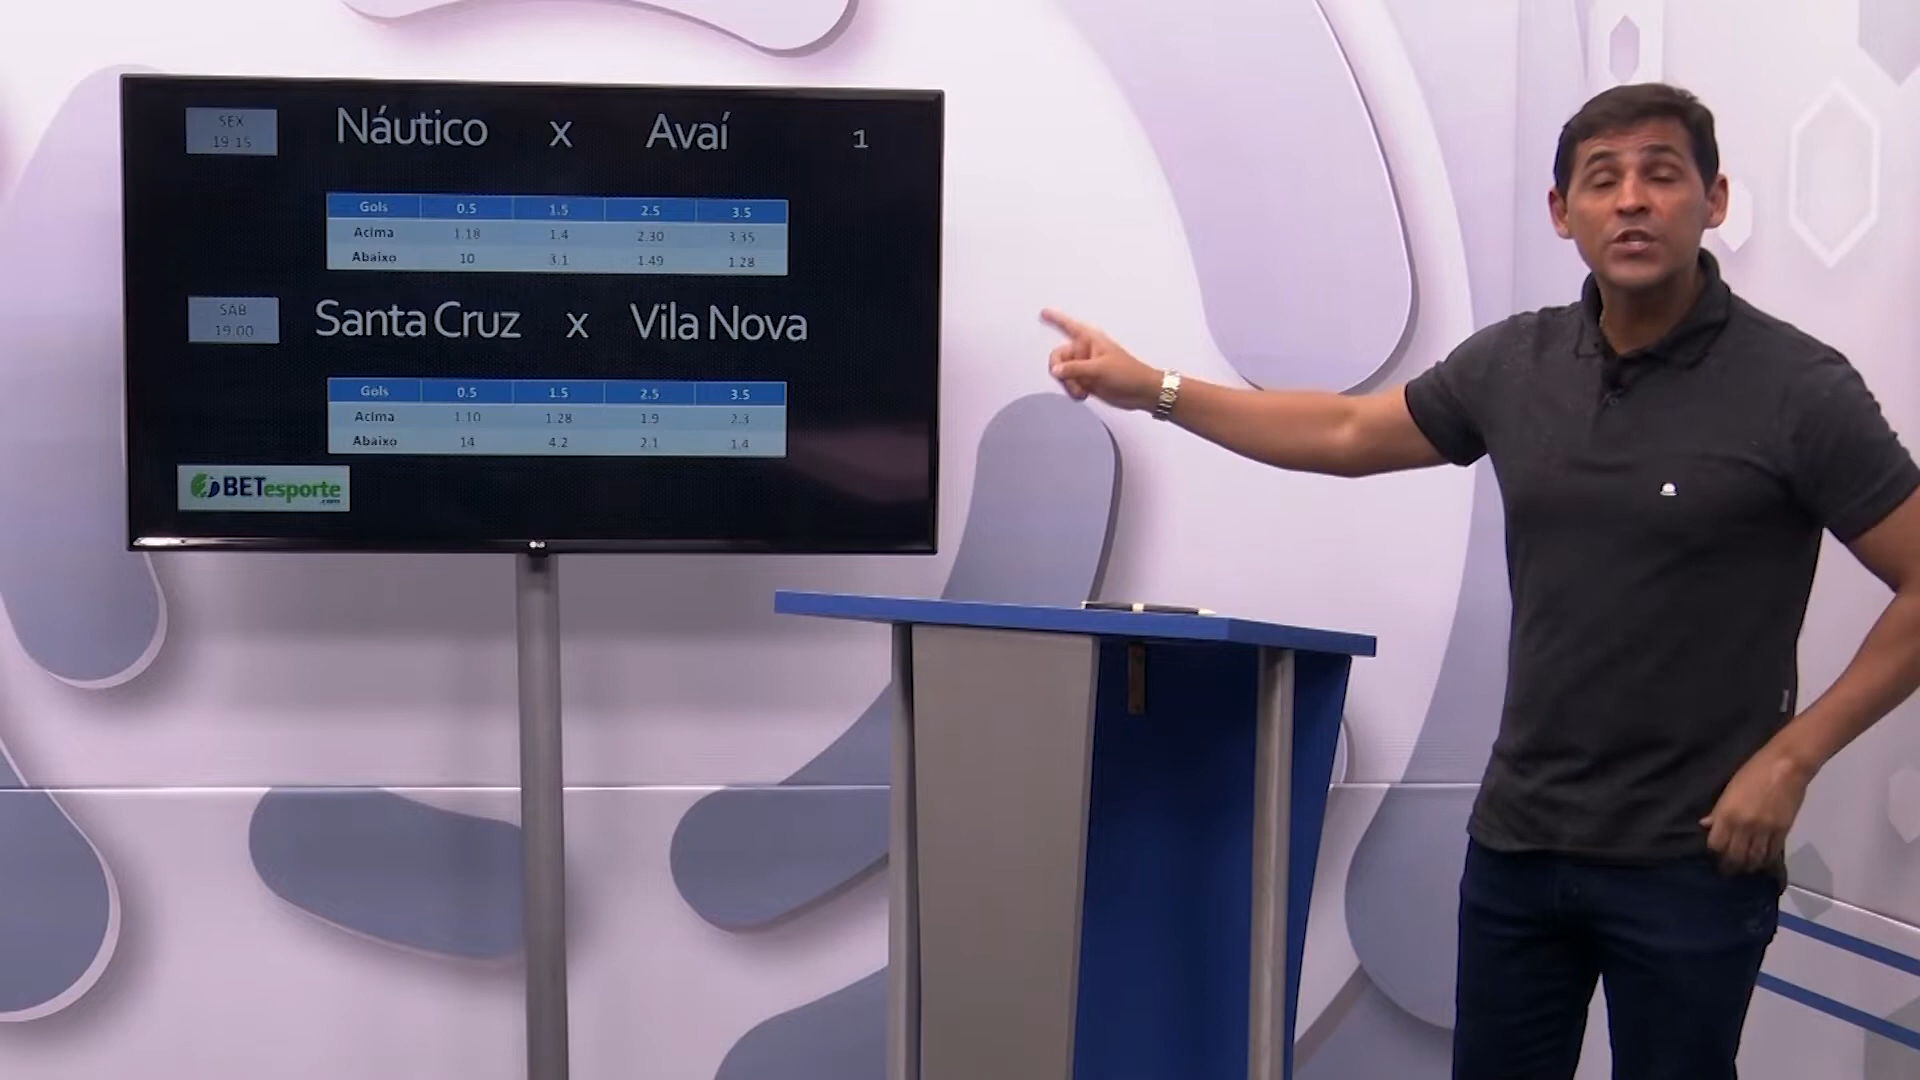 SEX
19:15
Náutico x Avaí 1
Gols 0.5 1.5 2.5 3.5
Acima 1.18 1.4 2.30 3.35
Abaixo 10 3.1 1.49 1.28
SAB
19:00
Santa Cruz x Vila Nova
Gols 0.5 1.5 2.5 3.5
Acima 1.10 1.28 1.9 2.3
Abaixo 14 4.2 2.1 1.4
BETesporte
.com
LG